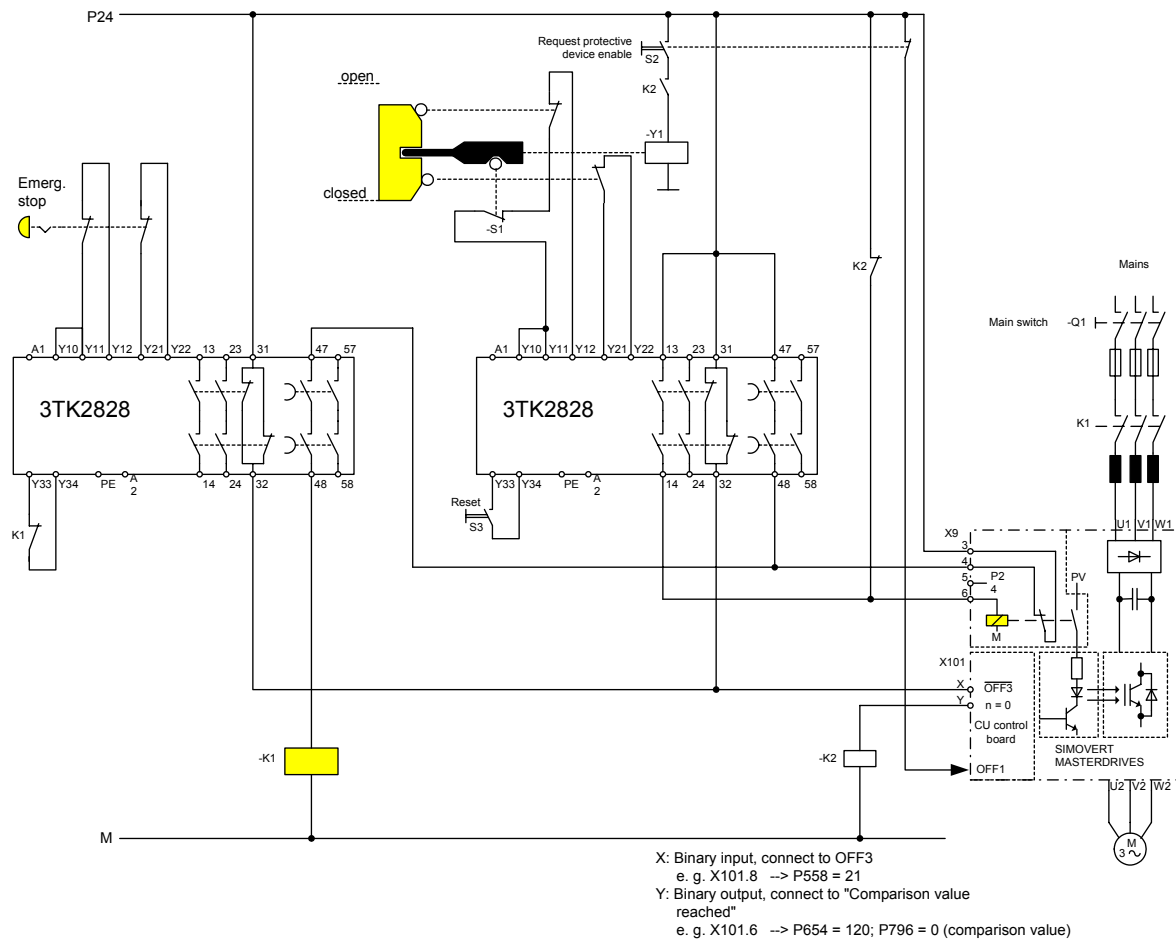 P24
Request protective
device enable
S2
open
K2
-Y1
Emerg.
stop
closed
-S1
K2
Mains
Main switch
-Q1
A1
Y10
Y11
Y12
Y21
Y22
13
23
31
47
57
A1
Y10
Y11
Y12
Y21
Y22
13
23
31
47
57
3TK2828
3TK2828
K1
Y33
Y34
PE
A
2
14
24
32
48
58
Y33
Y34
PE
A
2
14
24
32
48
58
Reset
S3
K1
U1
V1
W1
X9
3
4
5
P2
4
6
PV
M
X101
X
OFF3
Y
n = 0
CU control
board
OFF1
SIMOVERT
MASTERDRIVES
-K1
-K2
U2
V2
W2
M
3
M
X: Binary input, connect to OFF3
e. g. X101.8 --> P558 = 21
Y: Binary output, connect to "Comparison value
reached"
e. g. X101.6 --> P654 = 120; P796 = 0 (comparison value)